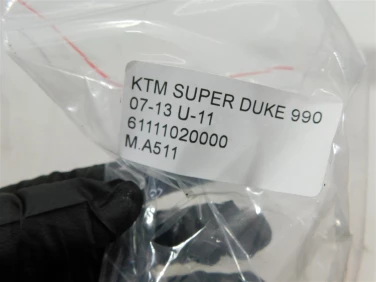 KTM SUPER DUKE 990
07-13 U-11
61111020000
M.A511